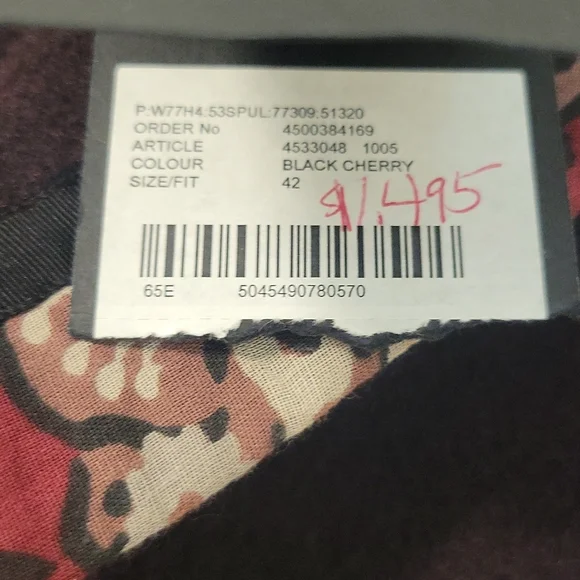 P:W77H4:53SPUL:77309:51320
ORDER No 4500384169
ARTICLE 4533048 1005
COLOUR BLACK CHERRY
SIZE/FIT 42
$1,495
65E 5045490780570